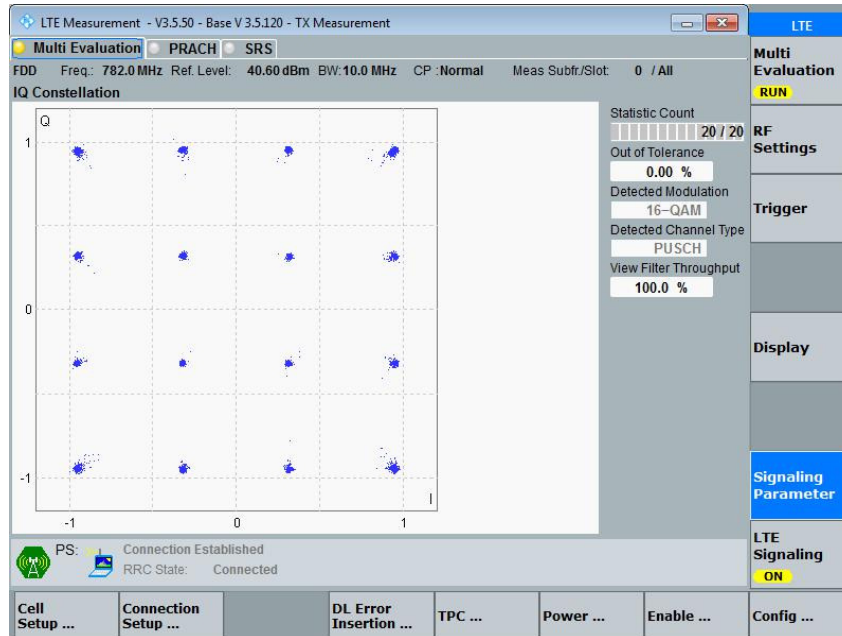 LTE Measurement - V3.5.50 - Base V 3.5.120 - TX Measurement
LTE
Multi Evaluation PRACH SRS
FDD Freq.: 782.0 MHz Ref. Level: 40.60 dBm BW: 10.0 MHz CP : Normal Meas Subfr./Slot: 0 / All
IQ Constellation
Q
1
0
-1
-1 0 1
I
Statistic Count
20 / 20
Out of Tolerance
0.00 %
Detected Modulation
16-QAM
Detected Channel Type
PUSCH
View Filter Throughput
100.0 %
Multi
Evaluation
RUN
RF
Settings
Trigger
Display
Signaling
Parameter
LTE
Signaling
ON
PS: Connection Established
RRC State: Connected
Cell
Setup ...
Connection
Setup ...
DL Error
Insertion ...
TPC ...
Power ...
Enable ...
Config ...